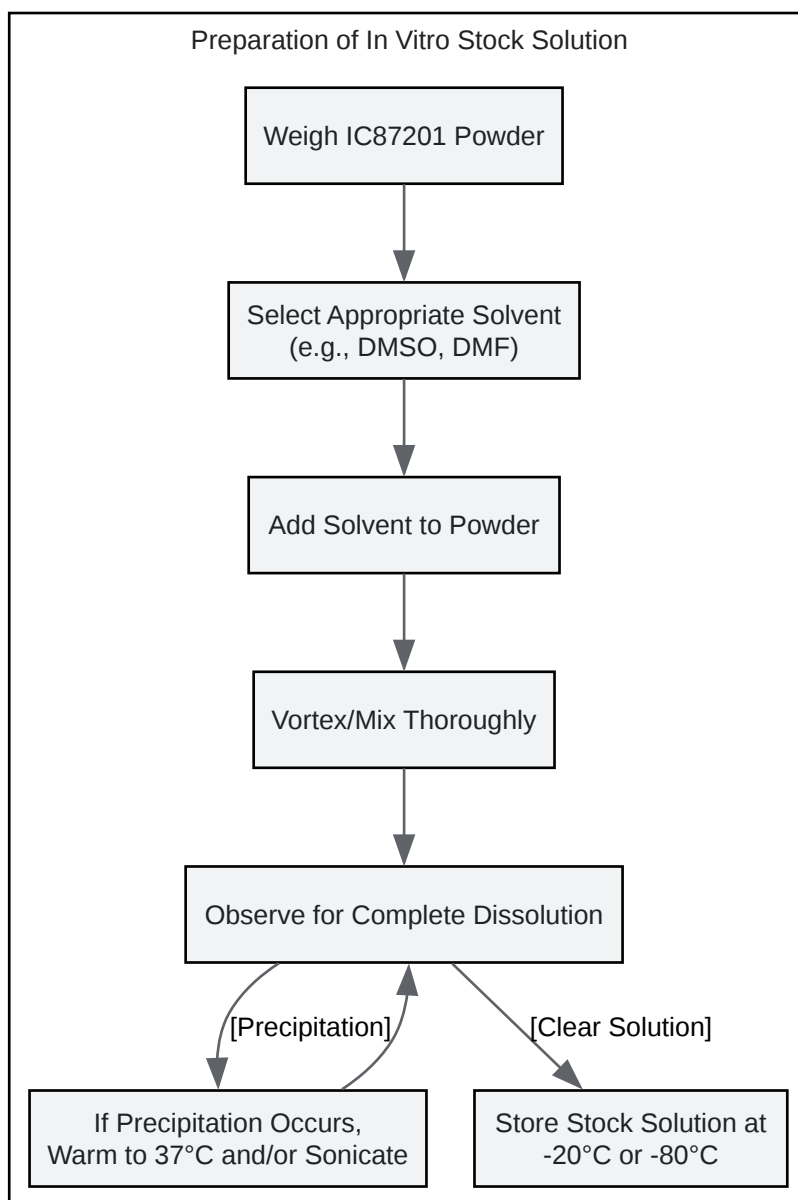 Preparation of In Vitro Stock Solution
Weigh IC87201 Powder
Select Appropriate Solvent
(e.g., DMSO, DMF)
Add Solvent to Powder
Vortex/Mix Thoroughly
Observe for Complete Dissolution
[Precipitation]
[Clear Solution]
If Precipitation Occurs,
Warm to 37°C and/or Sonicate
Store Stock Solution at
-20°C or -80°C